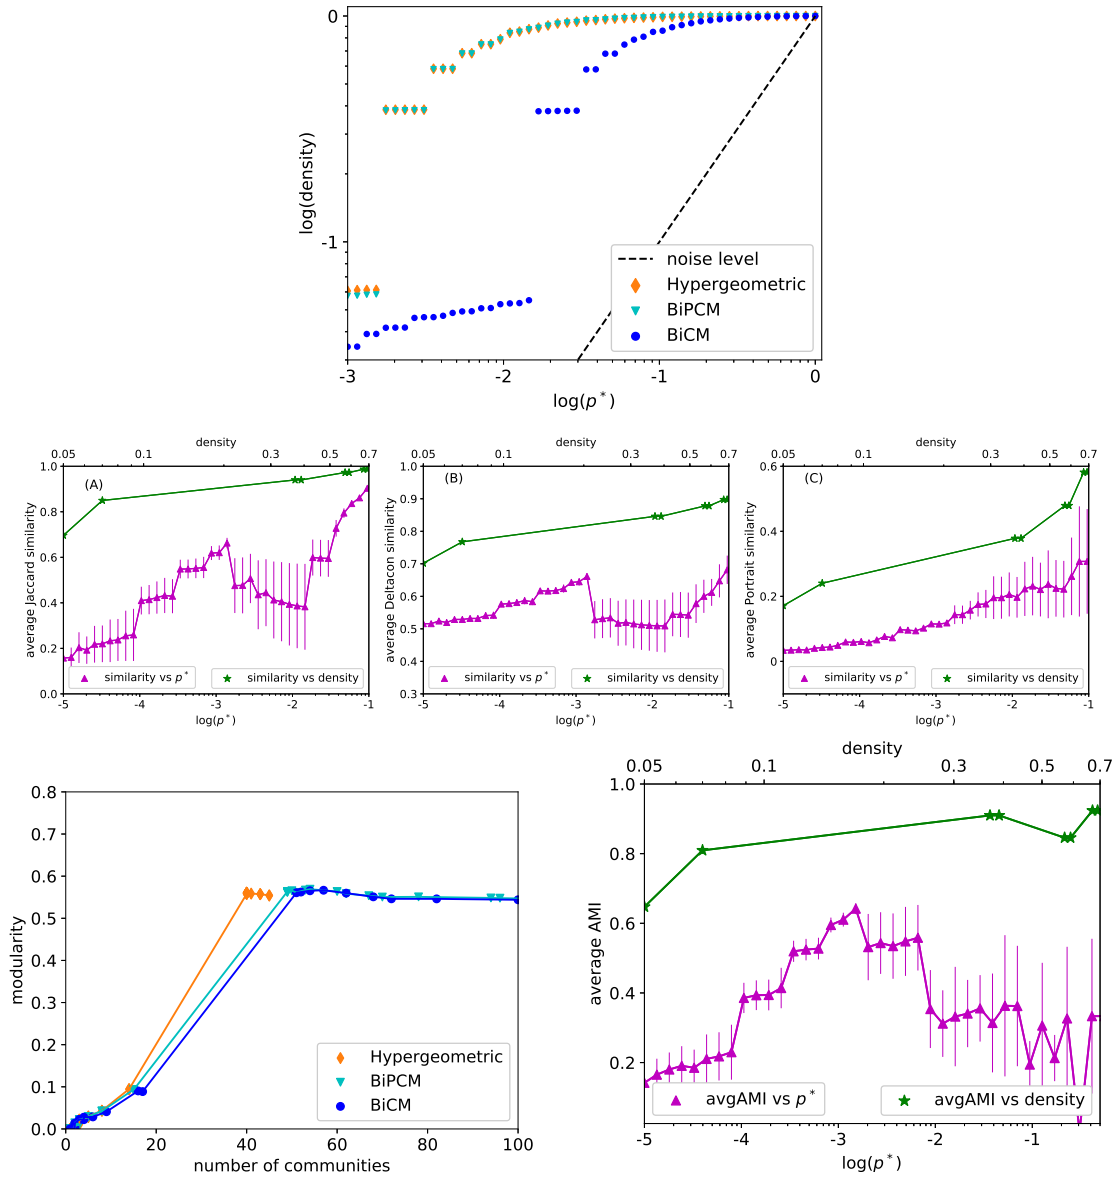 0
-1
log(density)
noise level
Hypergeometric
BiPCM
BiCM
-3
-2
-1
0
log(p*)
density
0.05
0.1
0.3
0.7
(A)
1.0
0.8
0.6
0.4
0.2
0.0
average Jaccard similarity
similarity vs p*
similarity vs density
-5
-4
-3
-2
-1
log(p*)
density
0.05
0.1
0.3
0.7
(B)
1.0
0.9
0.8
0.7
0.6
0.5
0.4
0.3
average Deltacon similarity
similarity vs p*
similarity vs density
-5
-4
-3
-2
-1
log(p*)
density
0.05
0.1
0.3
0.7
(C)
0.6
0.4
0.2
0
average Portrait similarity
similarity vs p*
similarity vs density
-5
-4
-3
-2
-1
log(p*)
0.8
0.7
0.6
0.5
0.4
0.3
0.2
0.1
0.0
modularity
Hypergeometric
BiPCM
BiCM
0
20
40
60
80
100
number of communities
density
0.05
0.1
0.3
0.5
0.7
1.0
0.8
0.6
0.4
0.2
average AMI
avgAMI vs p*
avgAMI vs density
-5
-4
-3
-2
-1
log(p*)